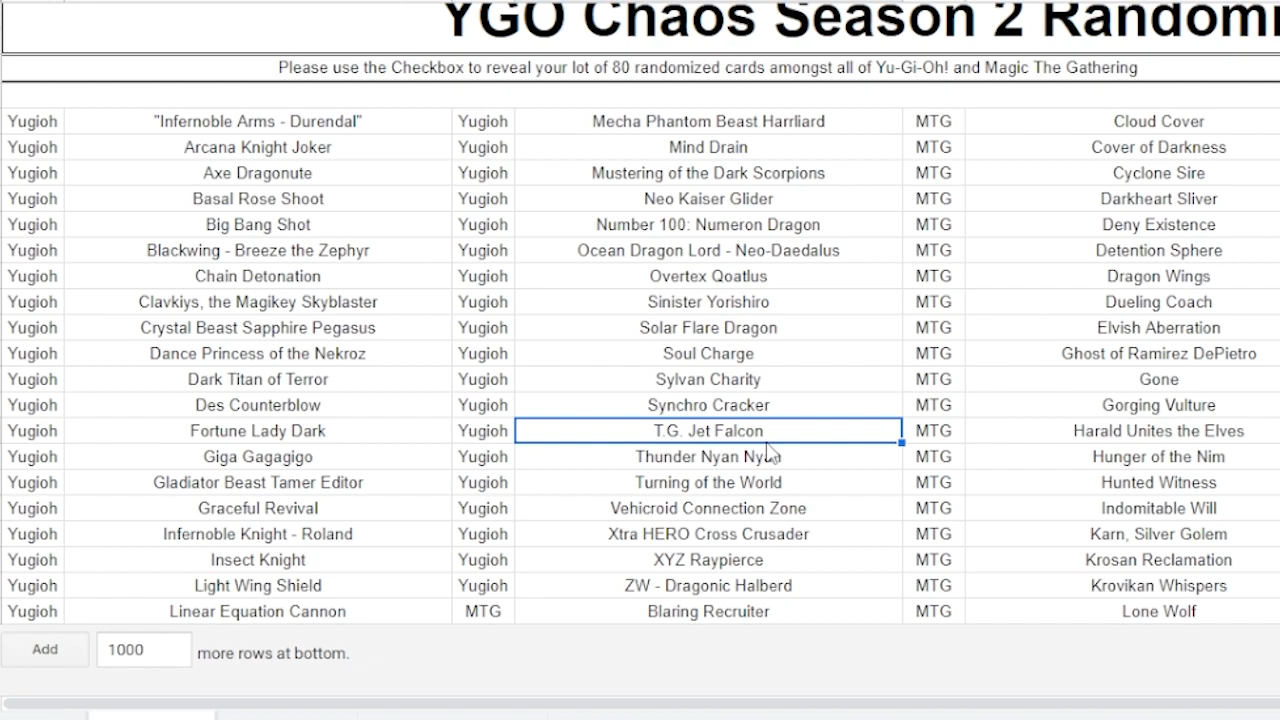 YGO Chaos Season 2
Please use the Checkbox to reveal your lot of 80 randomized cards amongst all of Yu-Gi-Oh! and Magic The Gathering
Yugioh "Infernoble Arms - Durendal" Yugioh Mecha Phantom Beast Harrliard MTG Cloud Cover
Yugioh Arcana Knight Joker Yugioh Mind Drain MTG Cover of Darkness
Yugioh Axe Dragonute Yugioh Mustering of the Dark Scorpions MTG Cyclone Sire
Yugioh Basal Rose Shoot Yugioh Neo Kaiser Glider MTG Darkheart Sliver
Yugioh Big Bang Shot Yugioh Number 100: Numeron Dragon MTG Deny Existence
Yugioh Blackwing - Breeze the Zephyr Yugioh Ocean Dragon Lord - Neo-Daedalus MTG Detention Sphere
Yugioh Chain Detonation Yugioh Overtex Qoatlus MTG Dragon Wings
Yugioh Clavkiys, the Magikey Skyblaster Yugioh Sinister Yorishiro MTG Dueling Coach
Yugioh Crystal Beast Sapphire Pegasus Yugioh Solar Flare Dragon MTG Elvish Aberration
Yugioh Dance Princess of the Nekroz Yugioh Soul Charge MTG Ghost of Ramirez DePietro
Yugioh Dark Titan of Terror Yugioh Sylvan Charity MTG Gone
Yugioh Des Counterblow Yugioh Synchro Cracker MTG Gorging Vulture
Yugioh Fortune Lady Dark Yugioh T.G. Jet Falcon MTG Harald Unites the Elves
Yugioh Giga Gagagigo Yugioh Thunder Nyan MTG Hunger of the Nim
Yugioh Gladiator Beast Tamer Editor Yugioh Turning of the World MTG Hunted Witness
Yugioh Graceful Revival Yugioh Vehicroid Connection Zone MTG Indomitable Will
Yugioh Infernoble Knight - Roland Yugioh Xtra HERO Cross Crusader MTG Karn, Silver Golem
Yugioh Insect Knight Yugioh XYZ Raypierce MTG Krosan Reclamation
Yugioh Light Wing Shield Yugioh ZW - Dragonic Halberd MTG Krovikan Whispers
Yugioh Linear Equation Cannon MTG Blaring Recruiter MTG Lone Wolf
Add 1000 more rows at bottom.